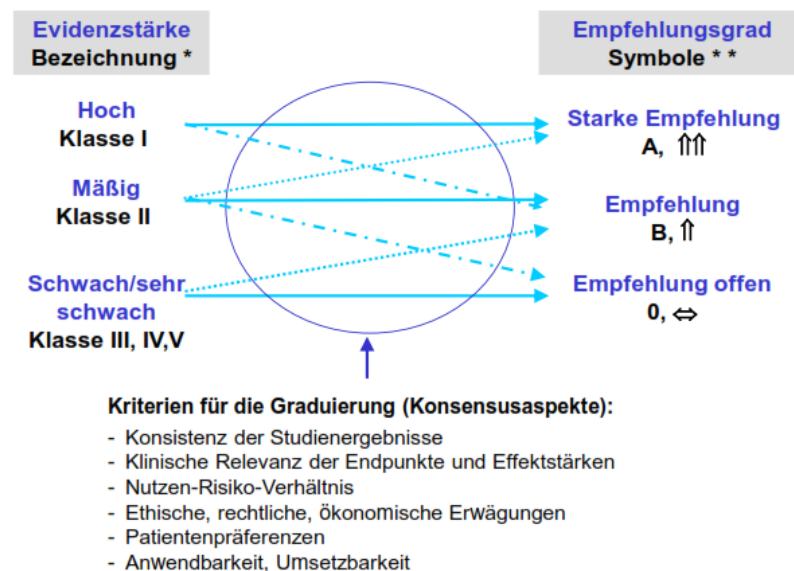 Evidenzstärke
Bezeichnung *
Empfehlungsgrad
Symbole * *
Hoch
Klasse I
Starke Empfehlung
A, ⇑⇑
Mäßig
Klasse II
Empfehlung
B, ⇑
Schwach/sehr
schwach
Klasse III, IV,V
Empfehlung offen
0, ⇔
Kriterien für die Graduierung (Konsensusaspekte):
- Konsistenz der Studienergebnisse
- Klinische Relevanz der Endpunkte und Effektstärken
- Nutzen-Risiko-Verhältnis
- Ethische, rechtliche, ökonomische Erwägungen
- Patientenpräferenzen
- Anwendbarkeit, Umsetzbarkeit